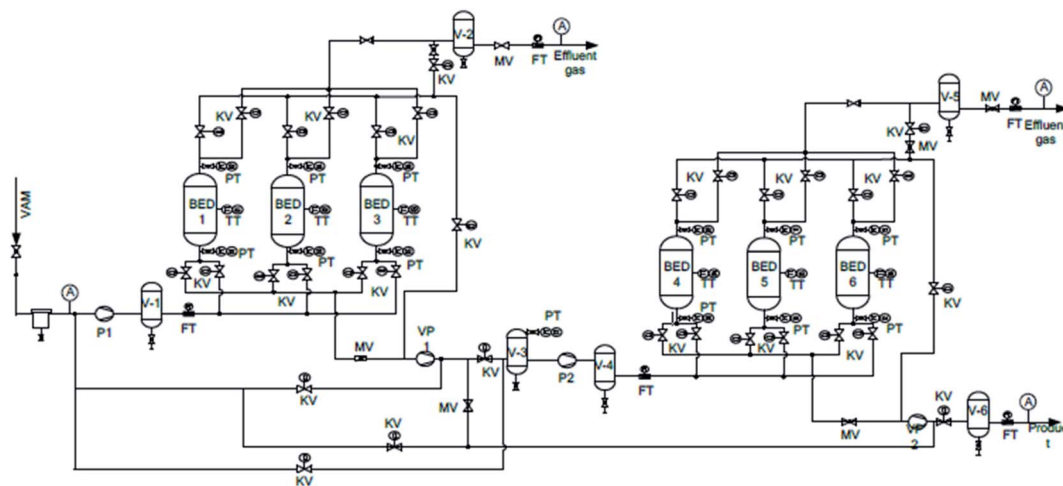 A
V-2
MV
FT
Effluent
gas
KV
KV
KV
KV
PT
PT
PT
BED
1
BED
2
BED
3
TT
TT
TT
KV
PT
PT
PT
KV
KV
KV
VAM
A
P1
V-1
FT
MV
VP
1
KV
V-3
PT
P2
V-4
FT
KV
MV
KV
KV
V-5
MV
A
FT
Effluent
gas
KV
MV
KV
KV
KV
PT
PT
PT
BED
4
BED
5
BED
6
TT
TT
TT
KV
PT
PT
PT
KV
KV
KV
MV
VP
2
KV
V-6
FT
A
Produc
t